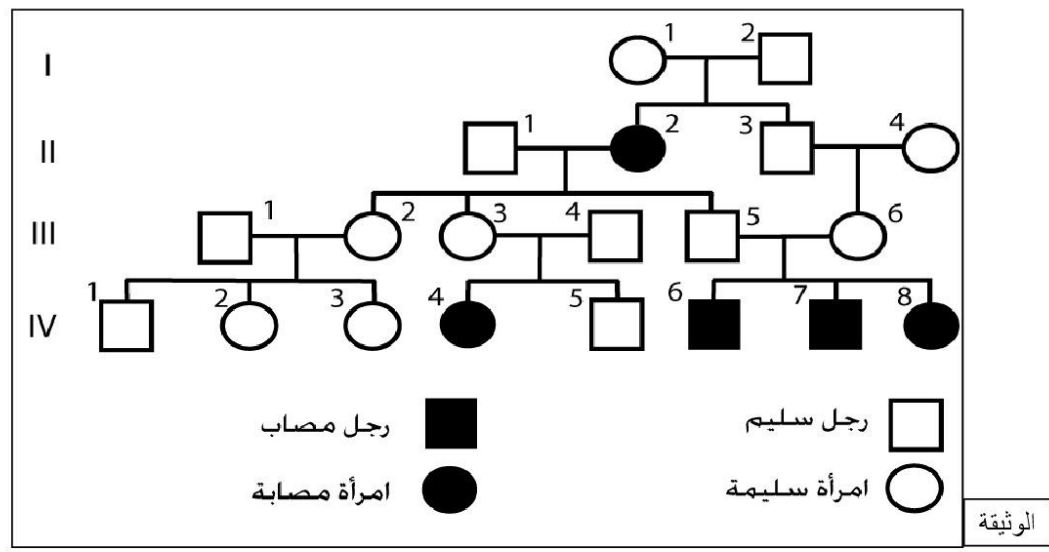 I 1 2
II 1 2 3 4
III 1 2 3 4 5 6
IV 1 2 3 4 5 6 7 8
رجل سليم رجل مصاب
امرأة سليمة امرأة مصابة
الوثيقة